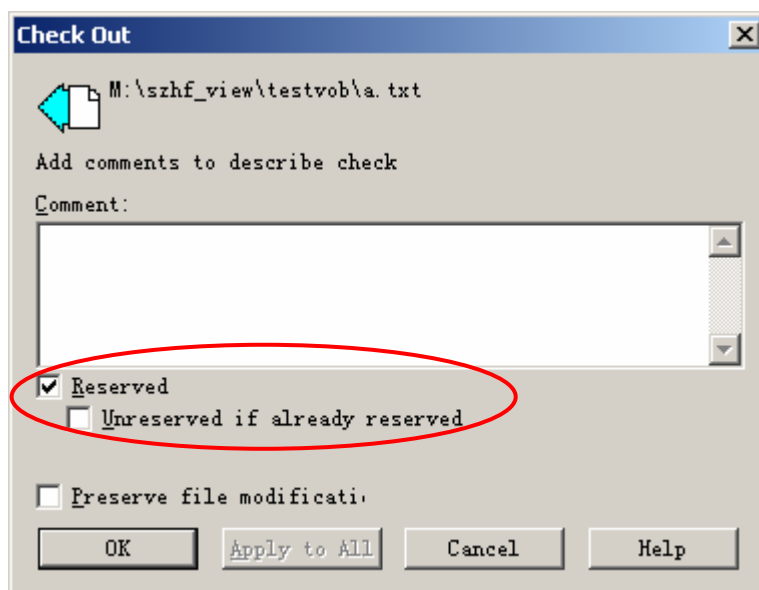 Check Out
M:\szhf_view\testvob\a.txt
Add comments to describe check
Comment:
Reserved
Unreserved if already reserved
Preserve file modificati
OK Apply to All Cancel Help